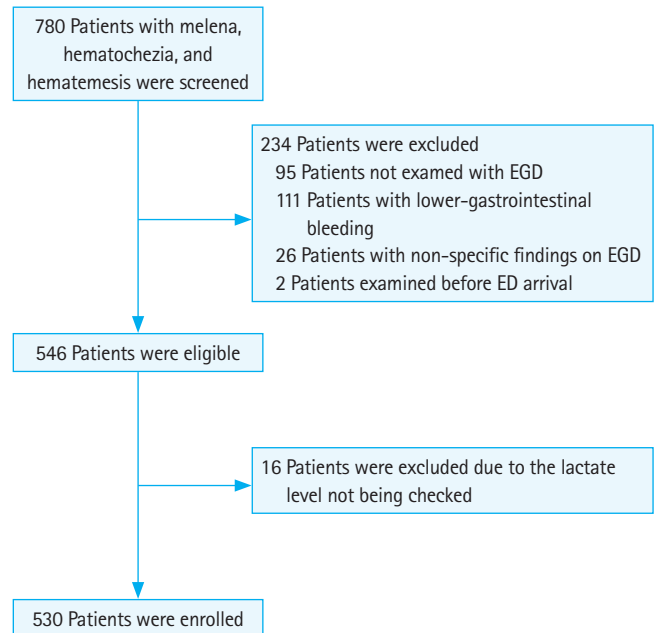 780 Patients with melena,
hematochezia, and
hematemesis were screened
234 Patients were excluded
95 Patients not examed with EGD
111 Patients with lower-gastrointestinal
bleeding
26 Patients with non-specific findings on EGD
2 Patients examined before ED arrival
546 Patients were eligible
16 Patients were excluded due to the lactate
level not being checked
530 Patients were enrolled